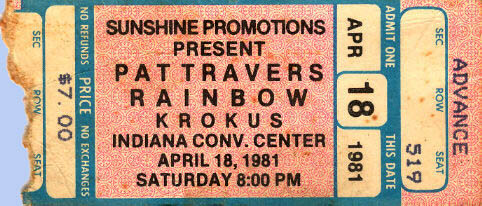 SEC
ROW
SEAT
NO REFUNDS
PRICE
NO EXCHANGES
$7.00
SUNSHINE PROMOTIONS
PRESENT
PAT TRAVERS
RAINBOW
KROKUS
INDIANA CONV. CENTER
APRIL 18, 1981
SATURDAY 8:00 PM
APR
18
1981
ADMIT ONE
THIS DATE
SEC
ROW
SEAT
519
ADVANCE